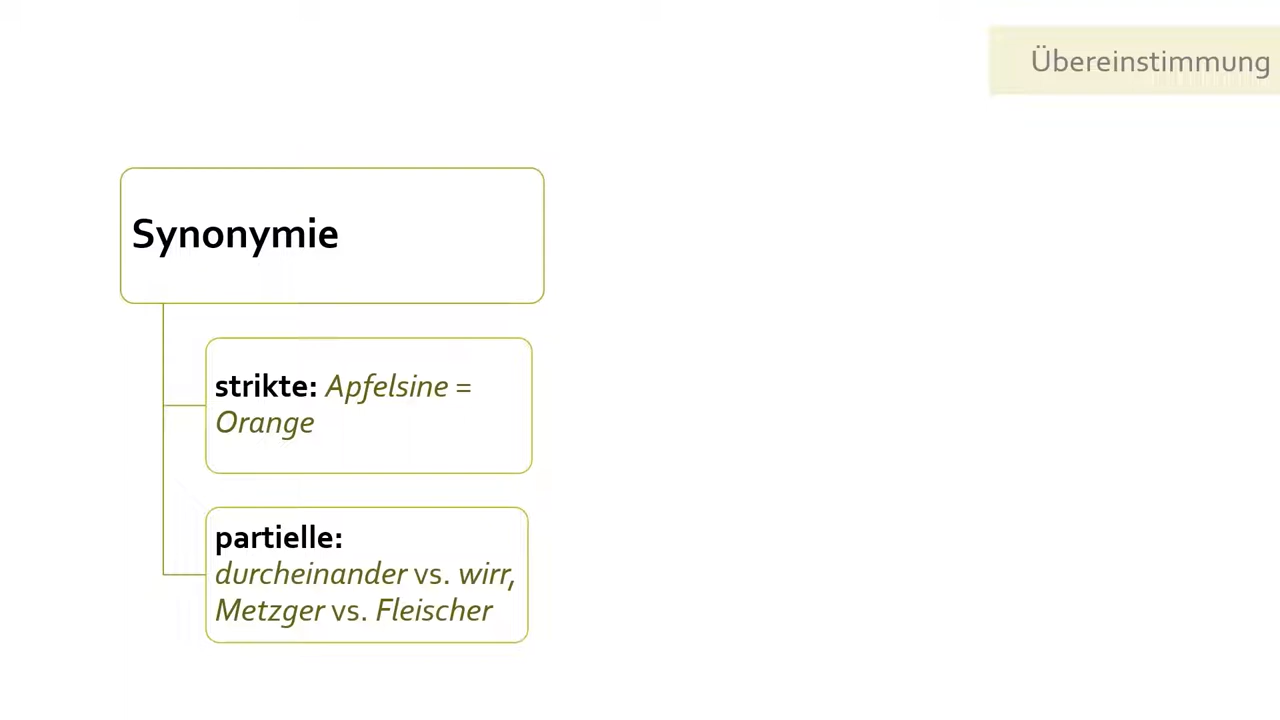 Übereinstimmung
Synonymie
strikte: Apfelsine =
Orange
partielle:
durcheinander vs. wirr,
Metzger vs. Fleischer